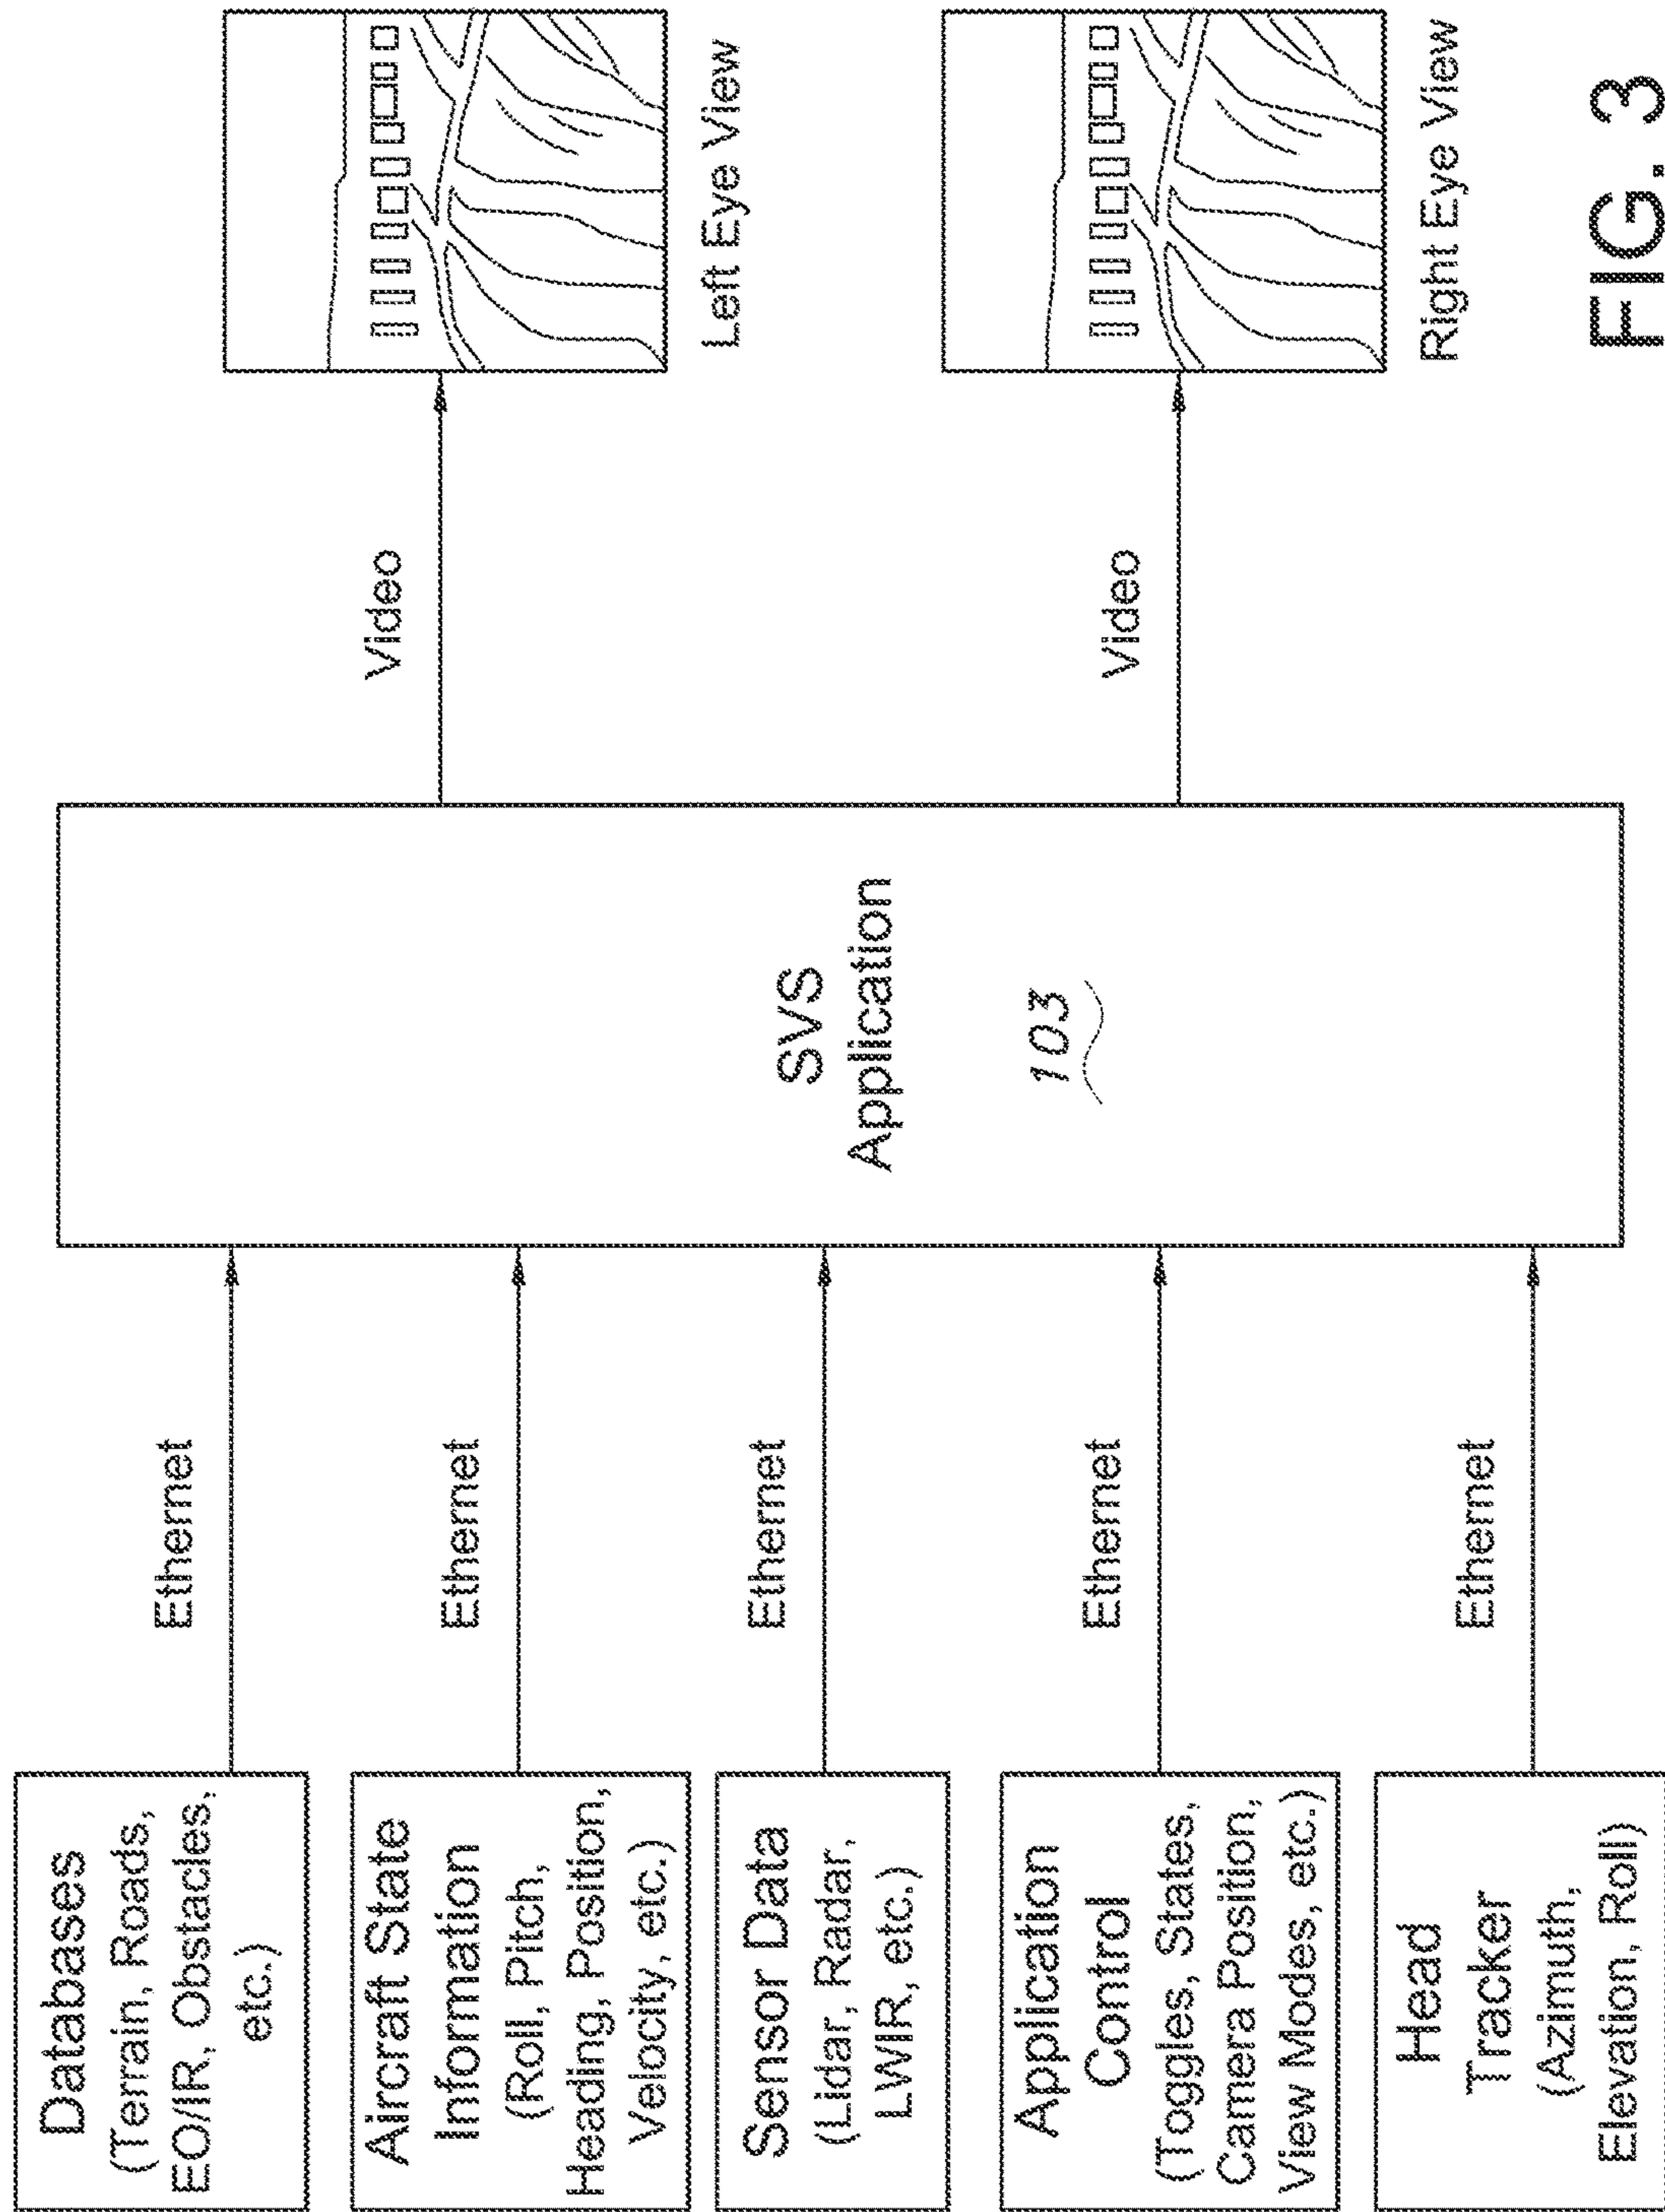 Databases
(Terrain, Roads,
EO/IR, Obstacles,
etc.)
Ethernet
Aircraft State
Information
(Roll, Pitch,
Heading, Position,
Velocity, etc.)
Ethernet
Sensor Data
(Lidar, Radar,
LWIR, etc.)
Ethernet
Application
Control
(Toggles, States,
Camera Position,
View Modes, etc.)
Ethernet
Head
Tracker
(Azimuth,
Elevation, Roll)
Ethernet
SVS
Application
103
Video
Left Eye View
Video
Right Eye View
FIG. 3